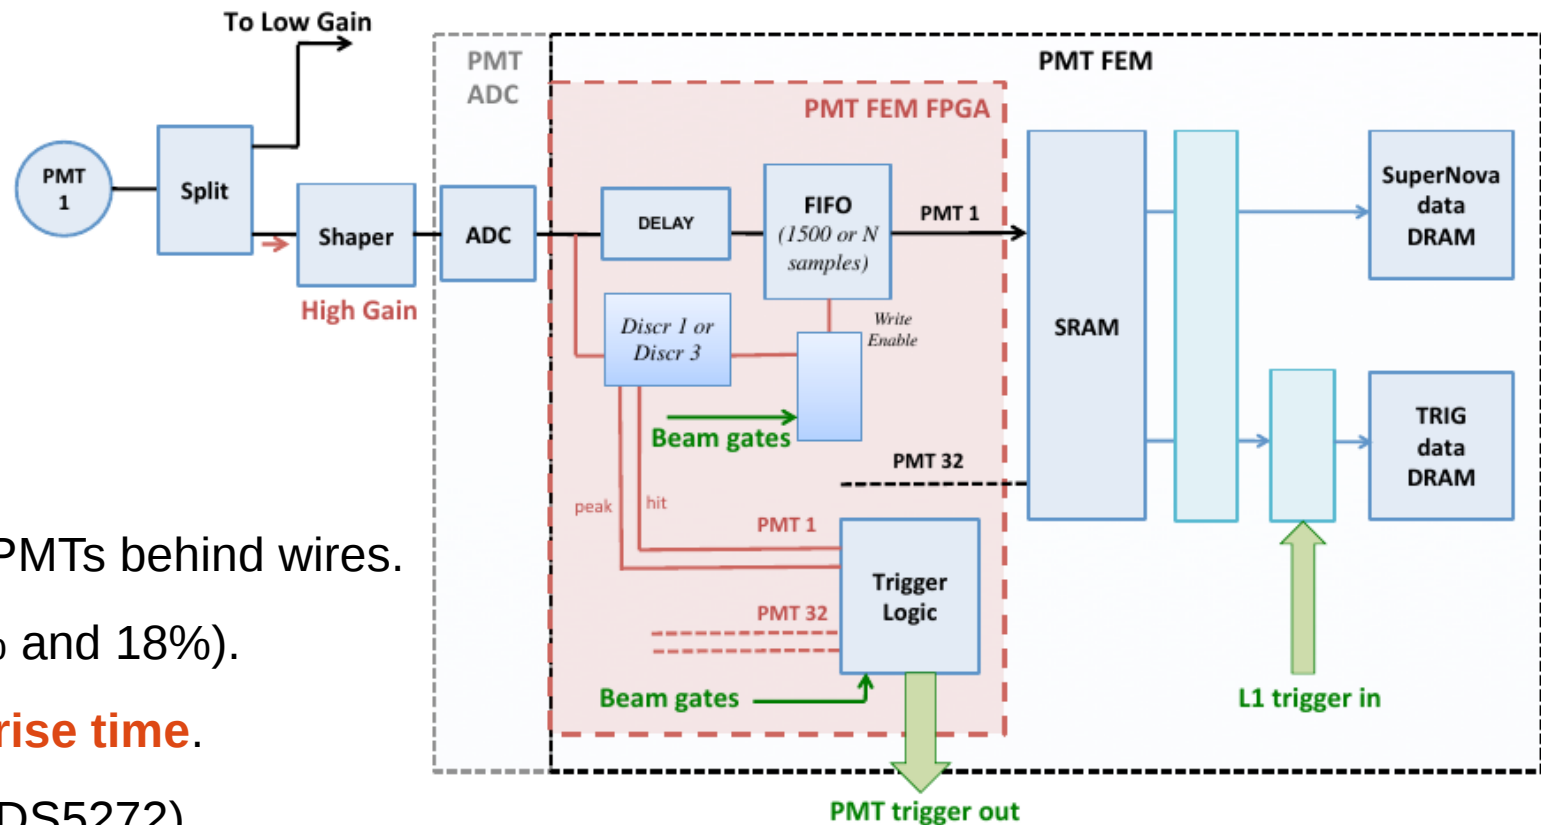 To Low Gain
PMT
ADC
PMT FEM
PMT FEM FPGA
PMT
1
Split
Shaper
High Gain
ADC
DELAY
FIFO
(1500 or N
samples)
PMT 1
Write
Enable
Discr 1 or
Discr 3
Beam gates
PMT 32
SRAM
SuperNova
data
DRAM
TRIG
data
DRAM
peak
hit
PMT 1
PMT 32
Trigger
Logic
Beam gates
L1 trigger in
PMT trigger out
PMTs behind wires.
% and 18%).
rise time.
DS5272)